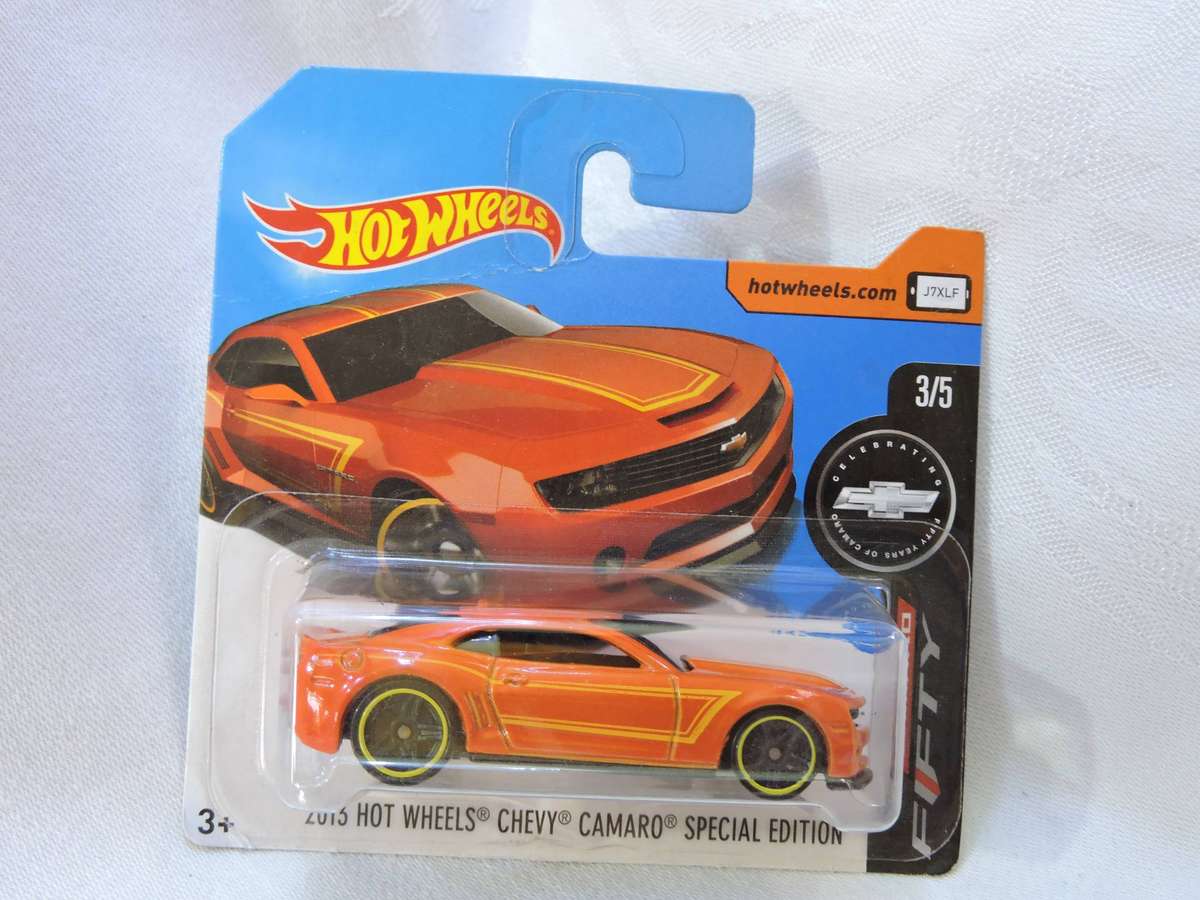 HOT WHEELS
hotwheels.com
J7XLF
3/5
CELEBRATING
FIFTY YEARS OF CAMARO
FIFTY
3+
2013 HOT WHEELS® CHEVY® CAMARO® SPECIAL EDITION